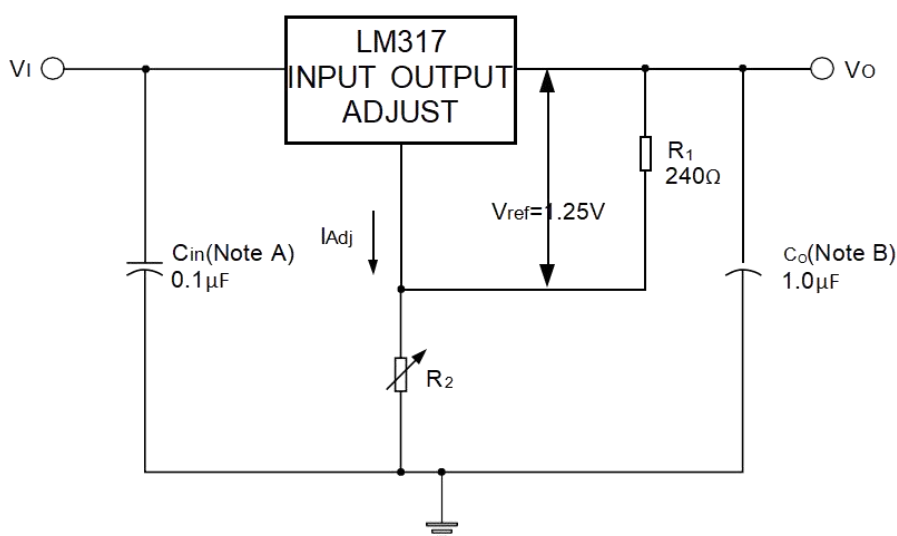 LM317
INPUT OUTPUT
ADJUST
VI
VO
R1
240Ω
Vref=1.25V
IAdj
Cin(Note A)
0.1μF
Co(Note B)
1.0μF
R2